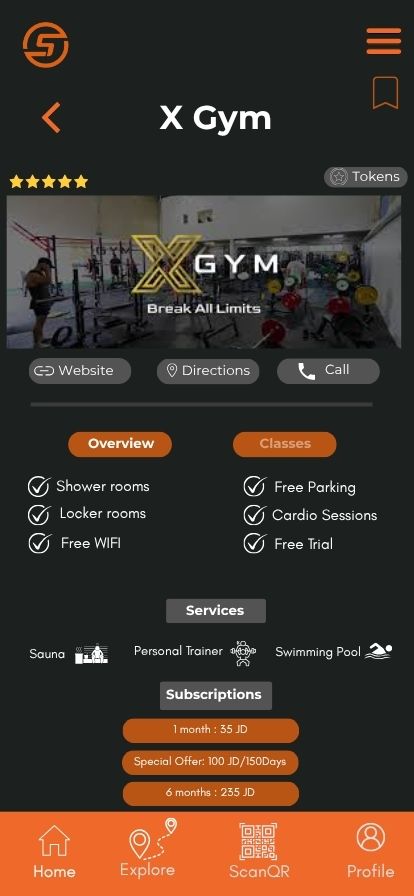 X Gym
Tokens
X GYM
Break All Limits
Website
Directions
Call
Overview
Classes
Shower rooms
Free Parking
Locker rooms
Cardio Sessions
Free WIFI
Free Trial
Services
Sauna
Personal Trainer
Swimming Pool
Subscriptions
1 month : 35 JD
Special Offer: 100 JD/150Days
6 months : 235 JD
Home
Explore
ScanQR
Profile